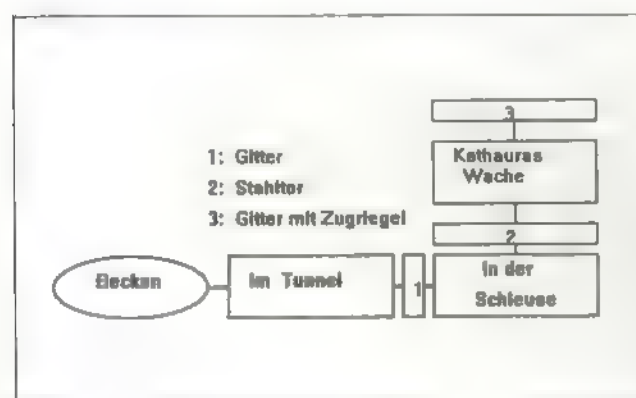 3
1: Gitter
2: Stahltor
3: Gitter mit Zugriegel
Kathauras
Wache
2
Becken
Im Tunnel
1
In der
Schleuse